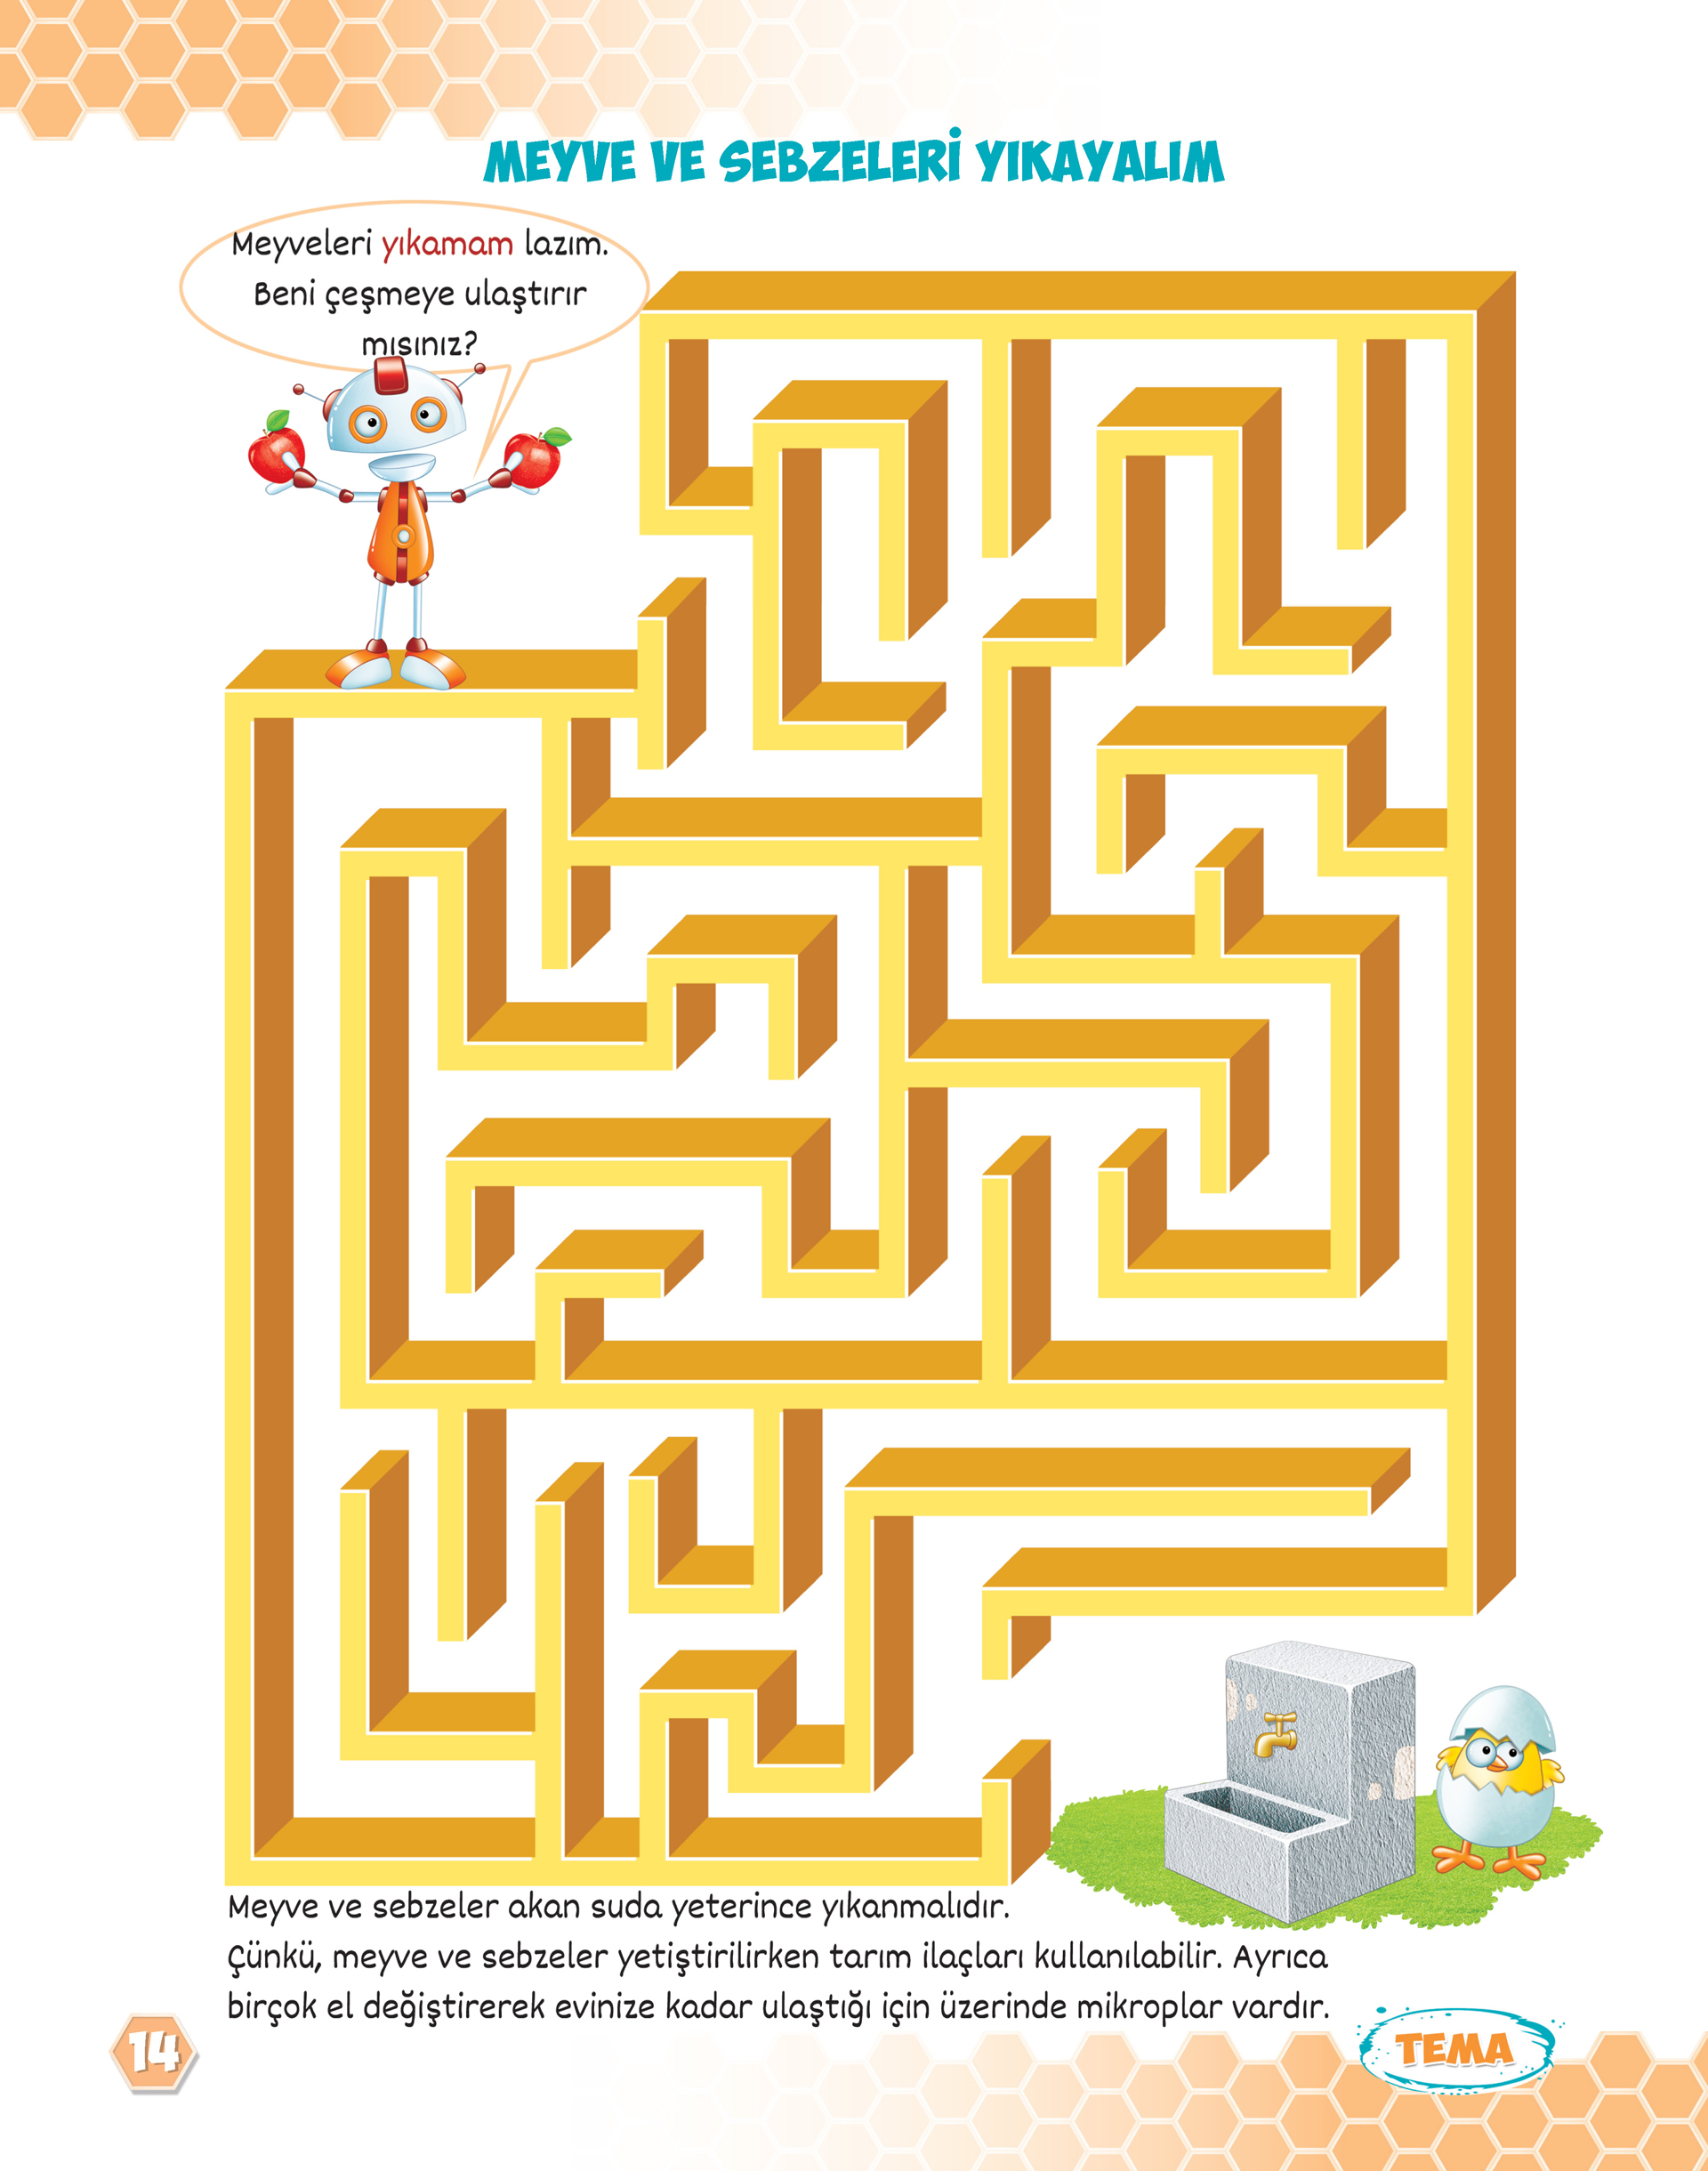 MEYVE VE SEBZELERİ YIKAYALIM
Meyveleri yıkamam lazım.
Beni çeşmeye ulaştırır
mısınız?
Meyve ve sebzeler akan suda yeterince yıkanmalıdır.
Çünkü, meyve ve sebzeler yetiştirilirken tarım ilaçları kullanılabilir. Ayrıca
birçok el değiştirerek evinize kadar ulaştığı için üzerinde mikroplar vardır.
14
TEMA